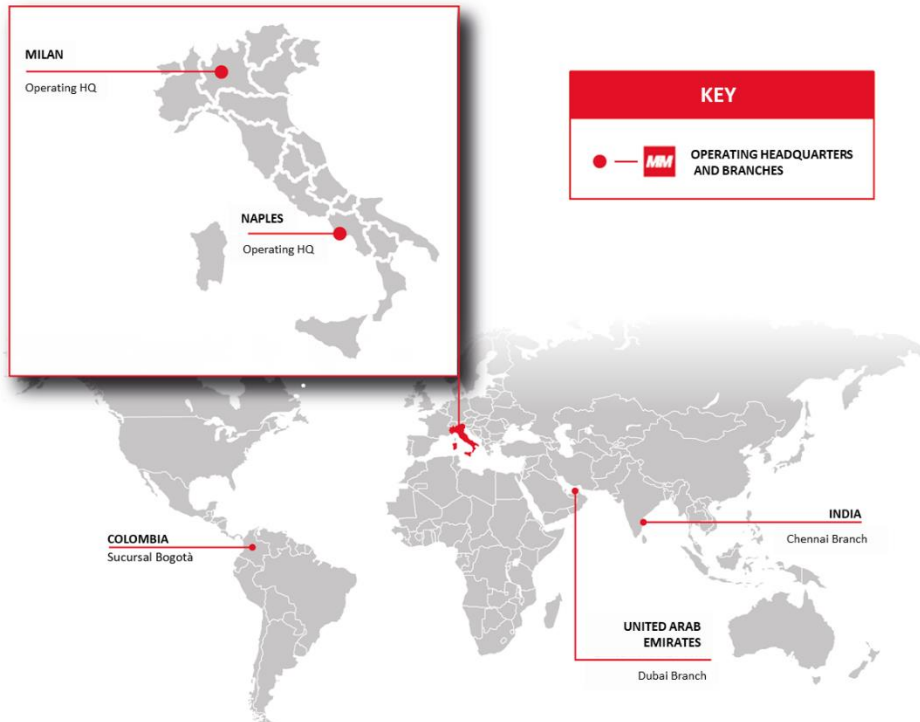 MILAN
Operating HQ
NAPLES
Operating HQ
KEY
MM OPERATING HEADQUARTERS
AND BRANCHES
COLOMBIA
Sucursal Bogotà
INDIA
Chennai Branch
UNITED ARAB
EMIRATES
Dubai Branch